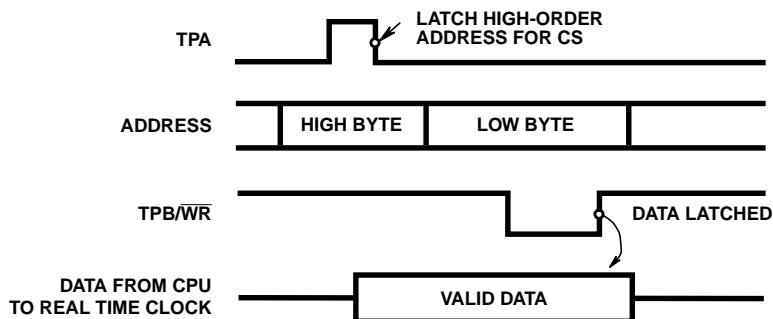 TPA
LATCH HIGH-ORDER
ADDRESS FOR CS
ADDRESS
HIGH BYTE
LOW BYTE
TPB/W̅R̅
DATA LATCHED
DATA FROM CPU
TO REAL TIME CLOCK
VALID DATA